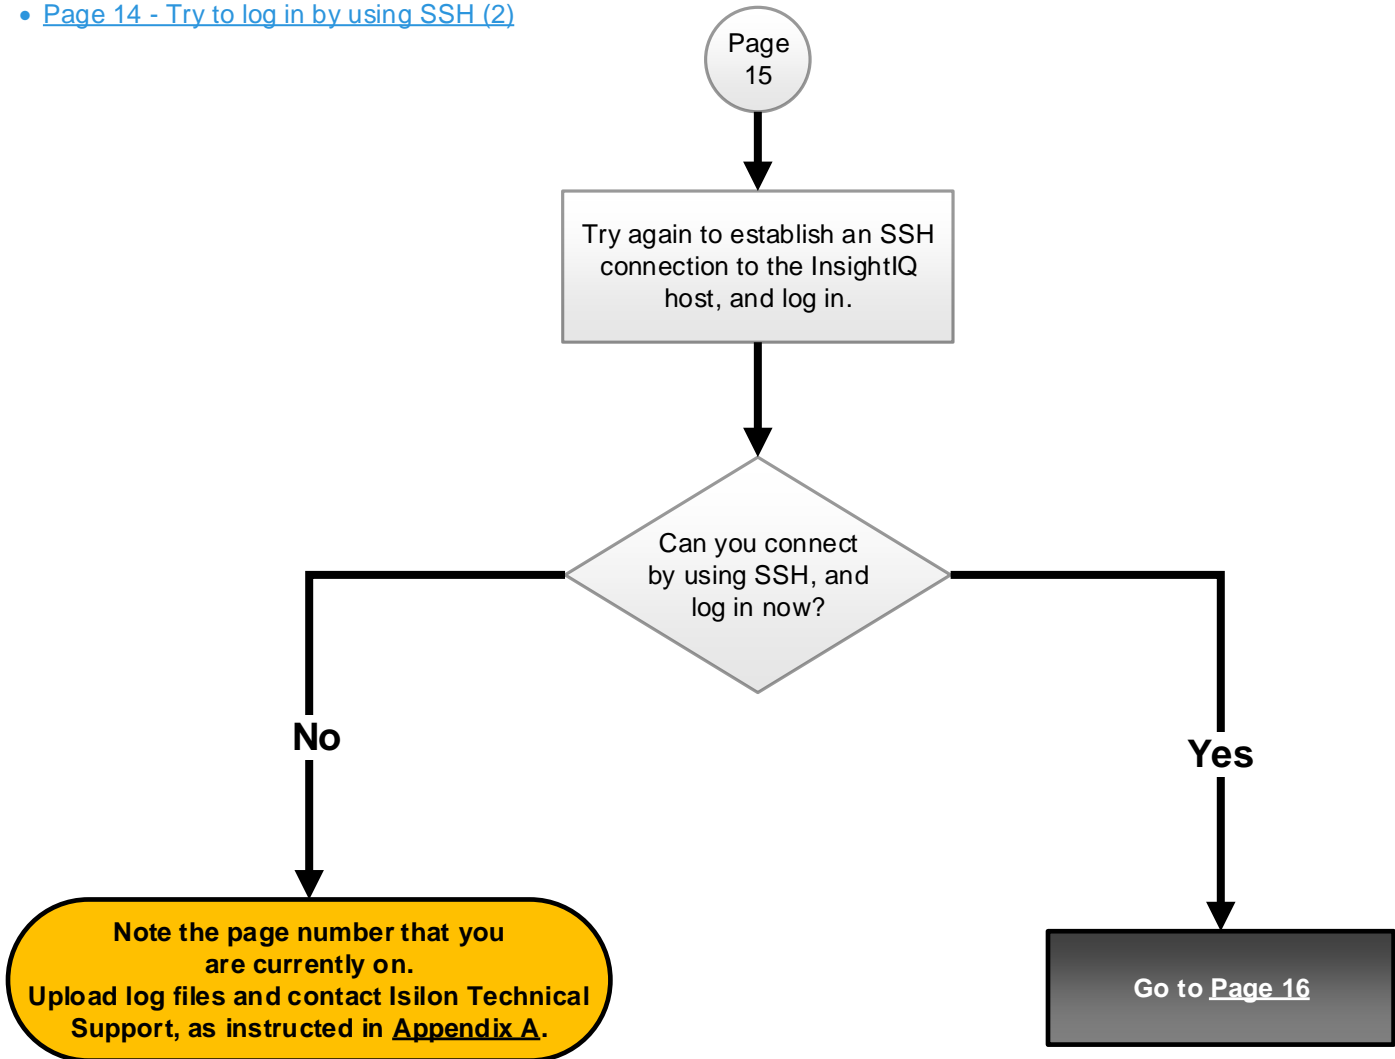 • Page 14 - Try to log in by using SSH (2)
Page
15
Try again to establish an SSH
connection to the InsightIQ
host, and log in.
Can you connect
by using SSH, and
log in now?
No
Yes
Note the page number that you
are currently on.
Upload log files and contact Isilon Technical
Support, as instructed in Appendix A.
Go to Page 16